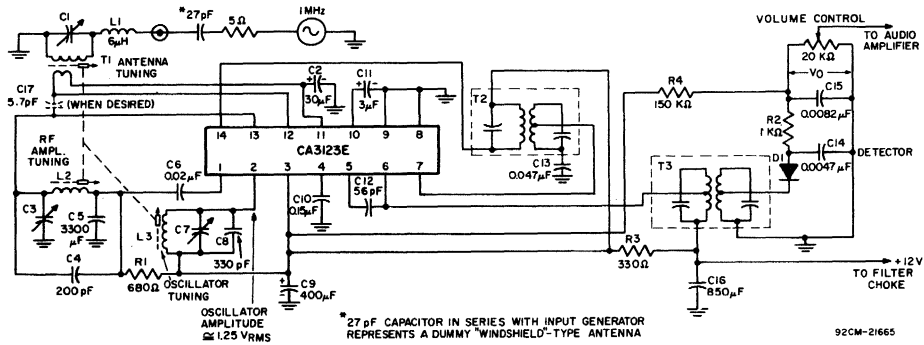 C1
L1
6μH
*27pF
5Ω
1MHz
T1 ANTENNA
TUNING
C17
5.7pF
(WHEN DESIRED)
C2
30μF
C11
3μF
T2
R4
150 KΩ
VOLUME CONTROL
TO AUDIO
AMPLIFIER
20 KΩ
VO
C15
0.0082μF
R2
1 KΩ
C14
0.0047μF
DETECTOR
D1
14 13 12 11 10 9 8
CA3123E
1 2 3 4 5 6 7
RF
AMPL.
TUNING
L2
C6
0.02μF
C3
C5
3300
μF
L3
C7
C8
330 pF
C10
0.15μF
C12
56pF
C13
0.047μF
T3
C4
200pF
R1
680Ω
OSCILLATOR
TUNING
OSCILLATOR
AMPLITUDE
≅1.25 VRMS
C9
400μF
R3
330Ω
C16
850μF
+12V
TO FILTER
CHOKE
*27 pF CAPACITOR IN SERIES WITH INPUT GENERATOR
REPRESENTS A DUMMY "WINDSHIELD"-TYPE ANTENNA
92CM-21665